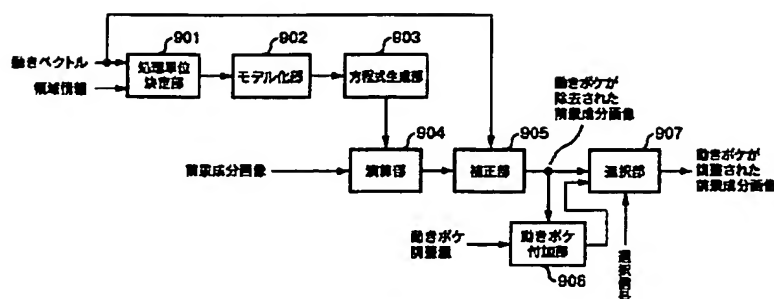 901
902
903
動きベクトル
処理単位
決定部
モデル化部
方程式生成部
領域情報
動きボケが
除去された
前景成分画像
904
905
907
前景成分画像
演算部
補正部
選択部
動きボケが
調整された
前景成分画像
動きボケ
調整量
動きボケ
付加部
906
選択信号